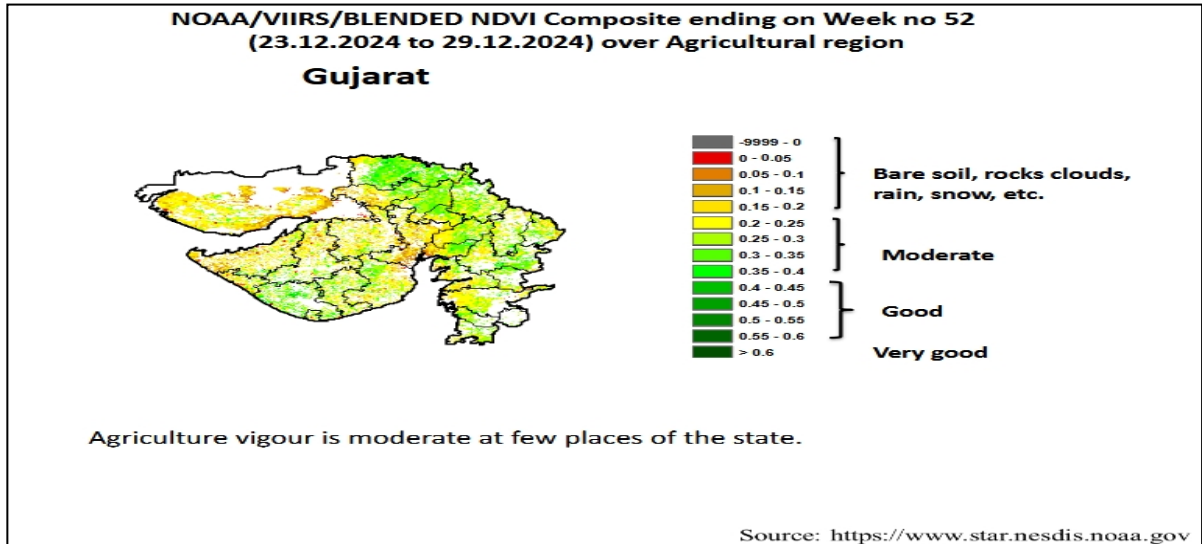 NOAA/VIIRS/BLENDED NDVI Composite ending on Week no 52
(23.12.2024 to 29.12.2024) over Agricultural region
Gujarat
-9999 - 0
0 - 0.05
0.05 - 0.1
0.1 - 0.15
0.15 - 0.2
0.2 - 0.25
0.25 - 0.3
0.3 - 0.35
0.35 - 0.4
0.4 - 0.45
0.45 - 0.5
0.5 - 0.55
0.55 - 0.6
> 0.6
Bare soil, rocks clouds,
rain, snow, etc.
Moderate
Good
Very good
Agriculture vigour is moderate at few places of the state.
Source: https://www.star.nesdis.noaa.gov